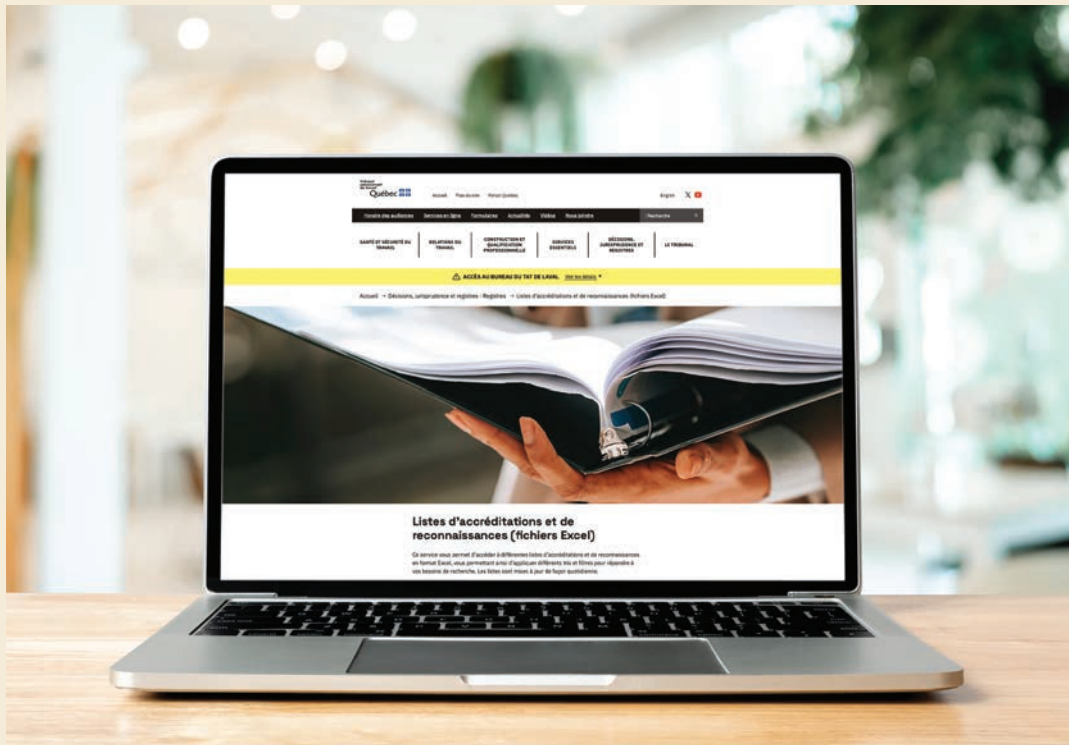 Tribunal
administratif
du travail
Québec
Accueil Plan du site Portail Québec
English X
Horaire des audiences Services en ligne Formulaires Actualités Vidéos Nous joindre
Recherche
SANTÉ ET SÉCURITÉ DU TRAVAIL
RELATIONS DU TRAVAIL
CONSTRUCTION ET QUALIFICATION PROFESSIONNELLE
SERVICES ESSENTIELS
DÉCISIONS, JURISPRUDENCE ET REGISTRES
LE TRIBUNAL
ACCÈS AU BUREAU DU TAT DE LAVAL Voir les détails
Accueil → Décisions, jurisprudence et registres : Registres → Listes d'accréditations et de reconnaissances (fichiers Excel)
Listes d'accréditations et de
reconnaissances (fichiers Excel)
Ce service vous permet d'accéder à différentes listes d'accréditations et de reconnaissances
en format Excel, vous permettant ainsi d'appliquer différents tris et filtres pour répondre à
vos besoins de recherche. Les listes sont mises à jour de façon quotidienne.